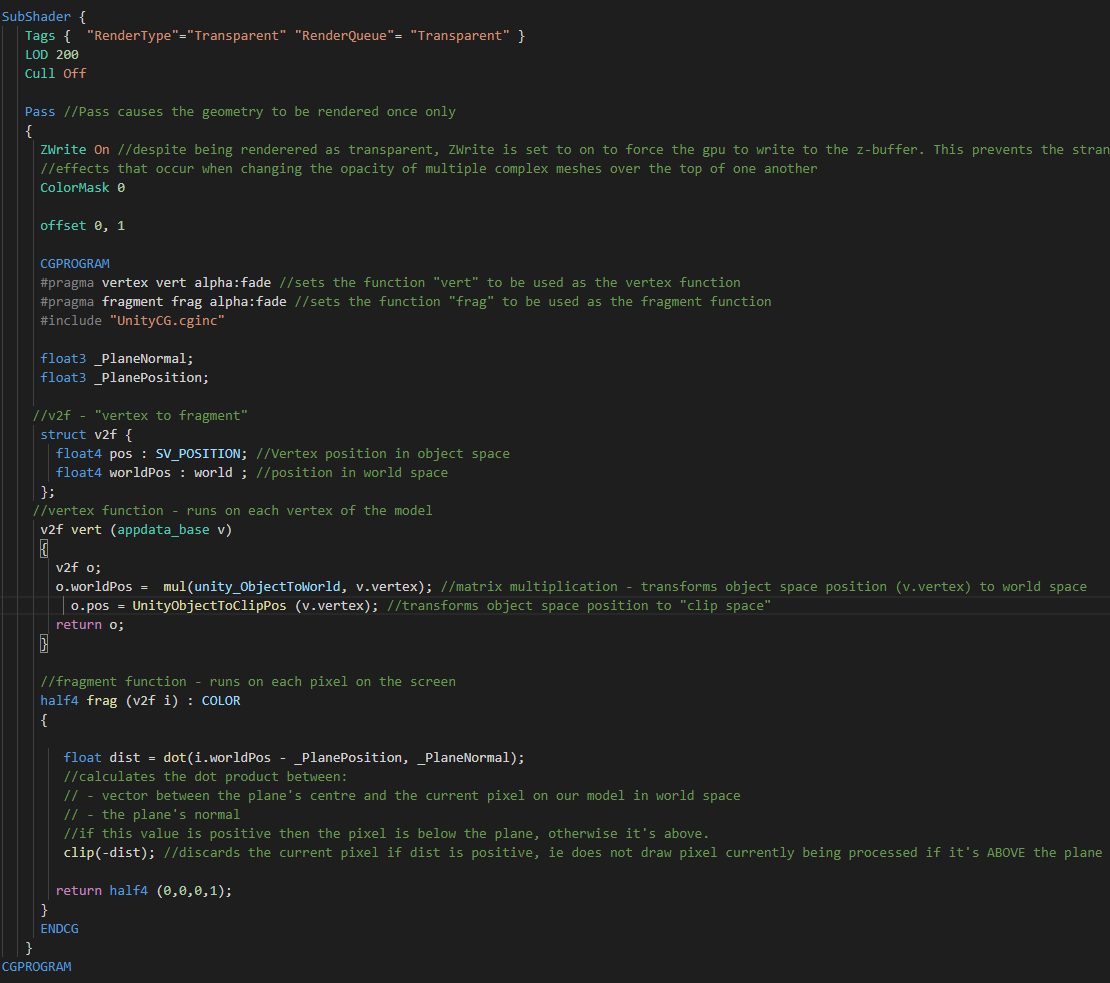 SubShader {
Tags {  "RenderType"="Transparent" "RenderQueue"= "Transparent" }
LOD 200
Cull Off
Pass //Pass causes the geometry to be rendered once only
{
ZWrite On //despite being renderered as transparent, ZWrite is set to on to force the gpu to write to the z-buffer. This prevents the stran
//effects that occur when changing the opacity of multiple complex meshes over the top of one another
ColorMask 0
offset 0, 1
CGPROGRAM
#pragma vertex vert alpha:fade //sets the function "vert" to be used as the vertex function
#pragma fragment frag alpha:fade //sets the function "frag" to be used as the fragment function
#include "UnityCG.cginc"
float3 _PlaneNormal;
float3 _PlanePosition;
//v2f - "vertex to fragment"
struct v2f {
float4 pos : SV_POSITION; //Vertex position in object space
float4 worldPos : world ; //position in world space
};
//vertex function - runs on each vertex of the model
v2f vert (appdata_base v)
{
v2f o;
o.worldPos =  mul(unity_ObjectToWorld, v.vertex); //matrix multiplication - transforms object space position (v.vertex) to world space
o.pos = UnityObjectToClipPos (v.vertex); //transforms object space position to "clip space"
return o;
}
//fragment function - runs on each pixel on the screen
half4 frag (v2f i) : COLOR
{
float dist = dot(i.worldPos - _PlanePosition, _PlaneNormal);
//calculates the dot product between:
// - vector between the plane's centre and the current pixel on our model in world space
// - the plane's normal
//if this value is positive then the pixel is below the plane, otherwise it's above.
clip(-dist); //discards the current pixel if dist is positive, ie does not draw pixel currently being processed if it's ABOVE the plane
return half4 (0,0,0,1);
}
ENDCG
}
CGPROGRAM